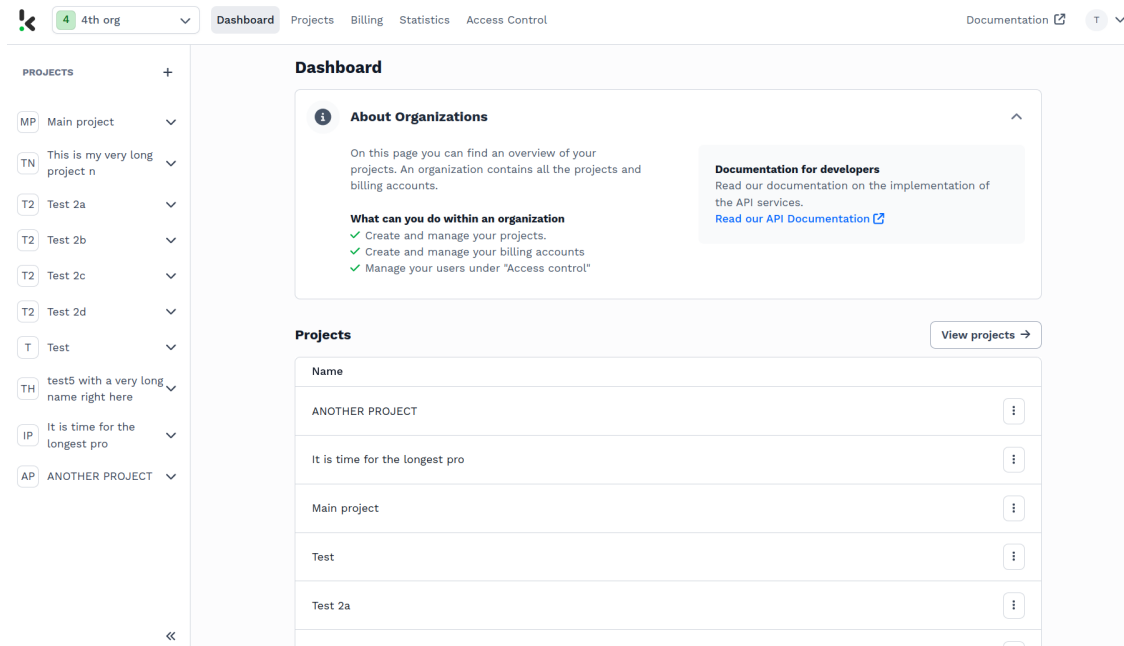 4 4th org
Dashboard
Projects
Billing
Statistics
Access Control
Documentation
T
PROJECTS
MP Main project
TN This is my very long
project n
T2 Test 2a
T2 Test 2b
T2 Test 2c
T2 Test 2d
T Test
TH test5 with a very long
name right here
IP It is time for the
longest pro
AP ANOTHER PROJECT
Dashboard
About Organizations
On this page you can find an overview of your
projects. An organization contains all the projects and
billing accounts.
What can you do within an organization
Create and manage your projects.
Create and manage your billing accounts
Manage your users under "Access control"
Documentation for developers
Read our documentation on the implementation of
the API services.
Read our API Documentation
Projects
View projects
Name
ANOTHER PROJECT
It is time for the longest pro
Main project
Test
Test 2a